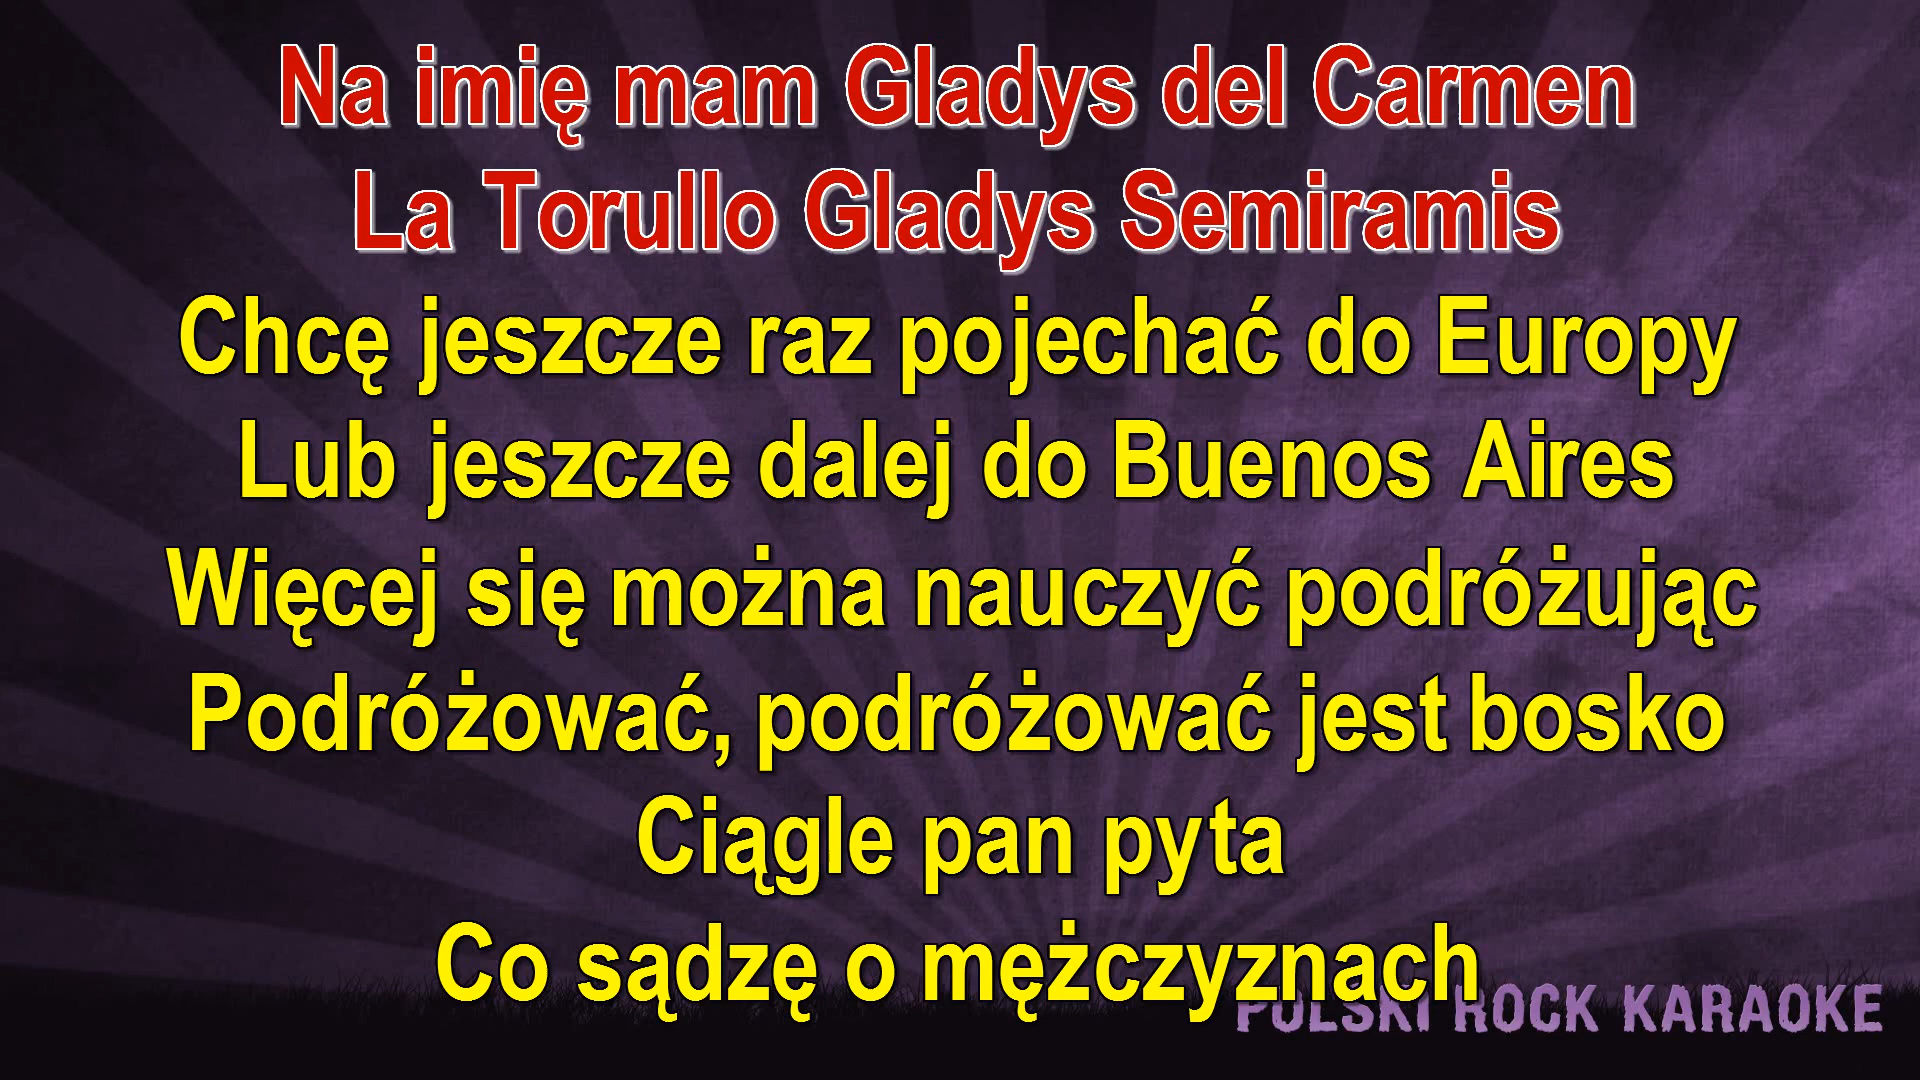 Na imię mam Gladys del Carmen
La Torullo Gladys Semiramis
Chcę jeszcze raz pojechać do Europy
Lub jeszcze dalej do Buenos Aires
Więcej się można nauczyć podróżując
Podróżować, podróżować jest bosko
Ciągle pan pyta
Co sądzę o mężczyznach
POLSKI ROCK KARAOKE